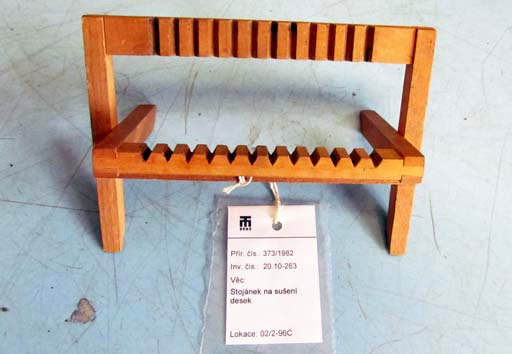 Přír. čís.: 373/1982
Inv. čís.: 20.10-263
Věc:
Stojánek na sušení
desek
Lokace: 02/2-96C